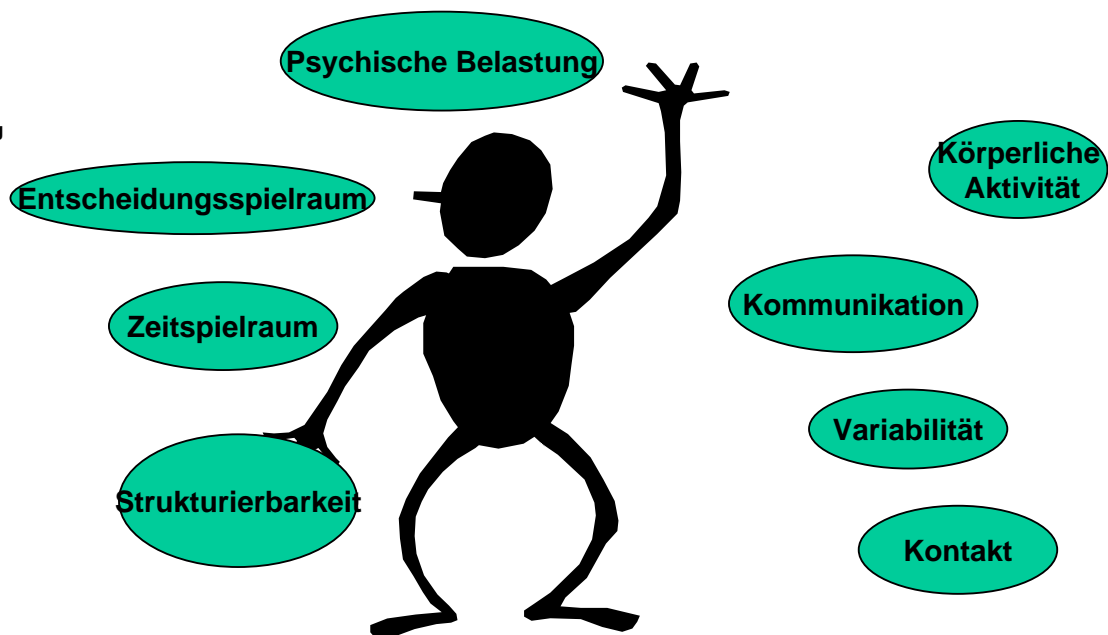 Psychische Belastung
Entscheidungsspielraum
Körperliche
Aktivität
Zeitspielraum
Kommunikation
Variabilität
Strukturierbarkeit
Kontakt